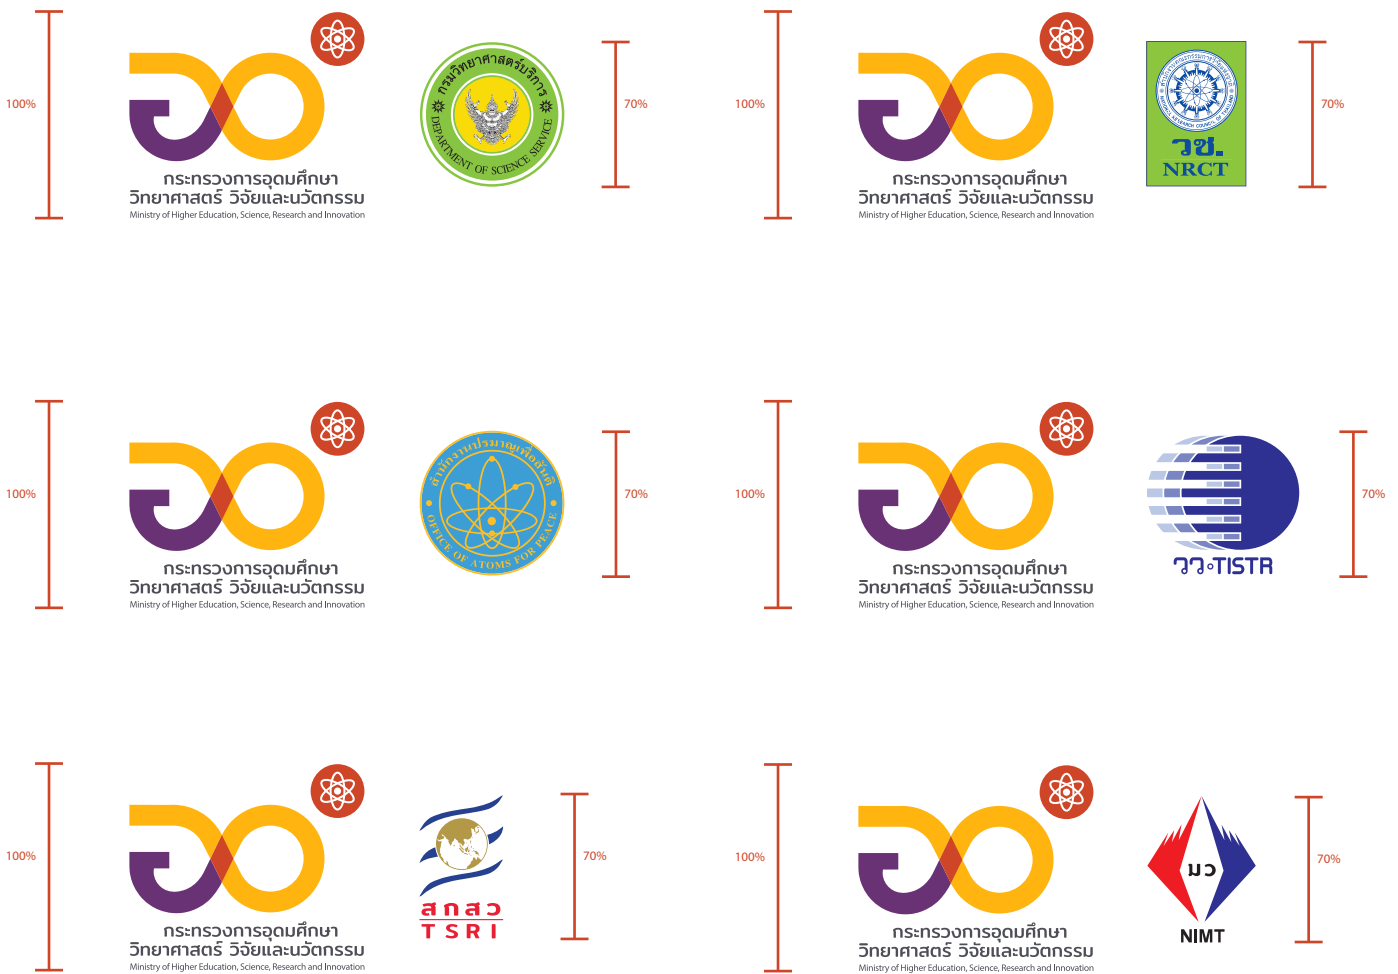 100%
กระทรวงการอุดมศึกษา
วิทยาศาสตร์ วิจัยและนวัตกรรม
Ministry of Higher Education, Science, Research and Innovation
กรมวิทยาศาสตร์บริการ
DEPARTMENT OF SCIENCE SERVICE
70%
100%
กระทรวงการอุดมศึกษา
วิทยาศาสตร์ วิจัยและนวัตกรรม
Ministry of Higher Education, Science, Research and Innovation
NATIONAL RESEARCH COUNCIL OF THAILAND
วช.
NRCT
70%
100%
กระทรวงการอุดมศึกษา
วิทยาศาสตร์ วิจัยและนวัตกรรม
Ministry of Higher Education, Science, Research and Innovation
สำนักงานปรมาณูเพื่อสันติ
OFFICE OF ATOMS FOR PEACE
70%
100%
กระทรวงการอุดมศึกษา
วิทยาศาสตร์ วิจัยและนวัตกรรม
Ministry of Higher Education, Science, Research and Innovation
วว·TISTR
70%
100%
กระทรวงการอุดมศึกษา
วิทยาศาสตร์ วิจัยและนวัตกรรม
Ministry of Higher Education, Science, Research and Innovation
สกสว
TSRI
70%
100%
กระทรวงการอุดมศึกษา
วิทยาศาสตร์ วิจัยและนวัตกรรม
Ministry of Higher Education, Science, Research and Innovation
มว
NIMT
70%